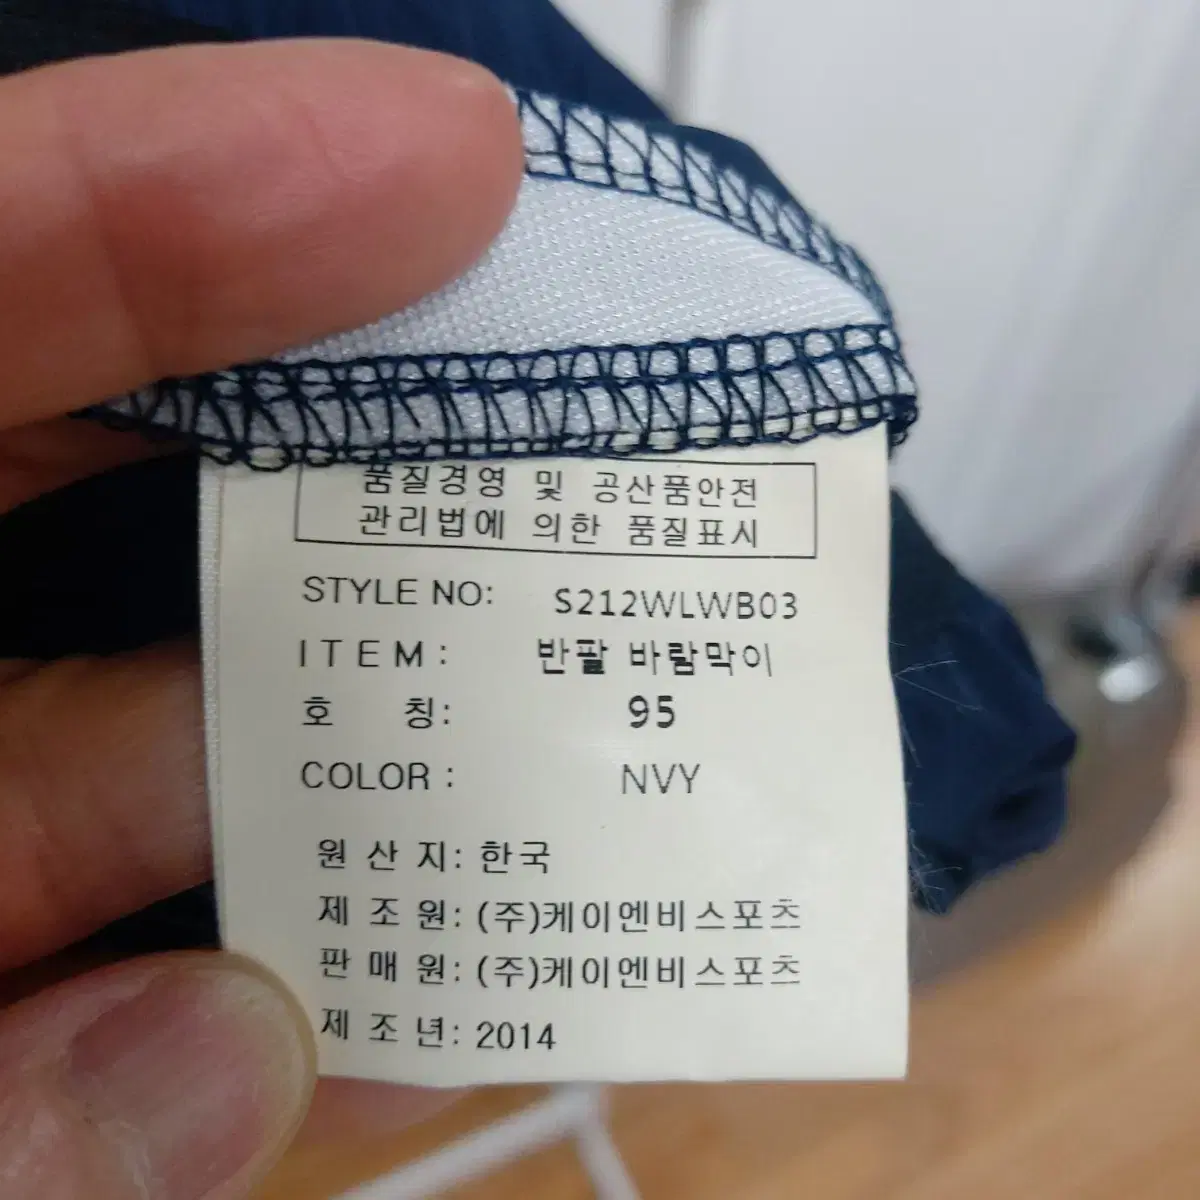 품질경영 및 공산품안전
관리법에 의한 품질표시
STYLE NO: S212WLWB03
ITEM: 반팔 바람막이
호 칭: 95
COLOR : NVY
원 산 지: 한국
제 조 원: (주)케이엔비스포츠
판 매 원: (주)케이엔비스포츠
제 조 년: 2014